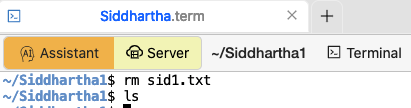 Siddhartha.term
Assistant Server ~/Siddhartha1 Terminal
~/Siddhartha1$ rm sid1.txt
~/Siddhartha1$ ls